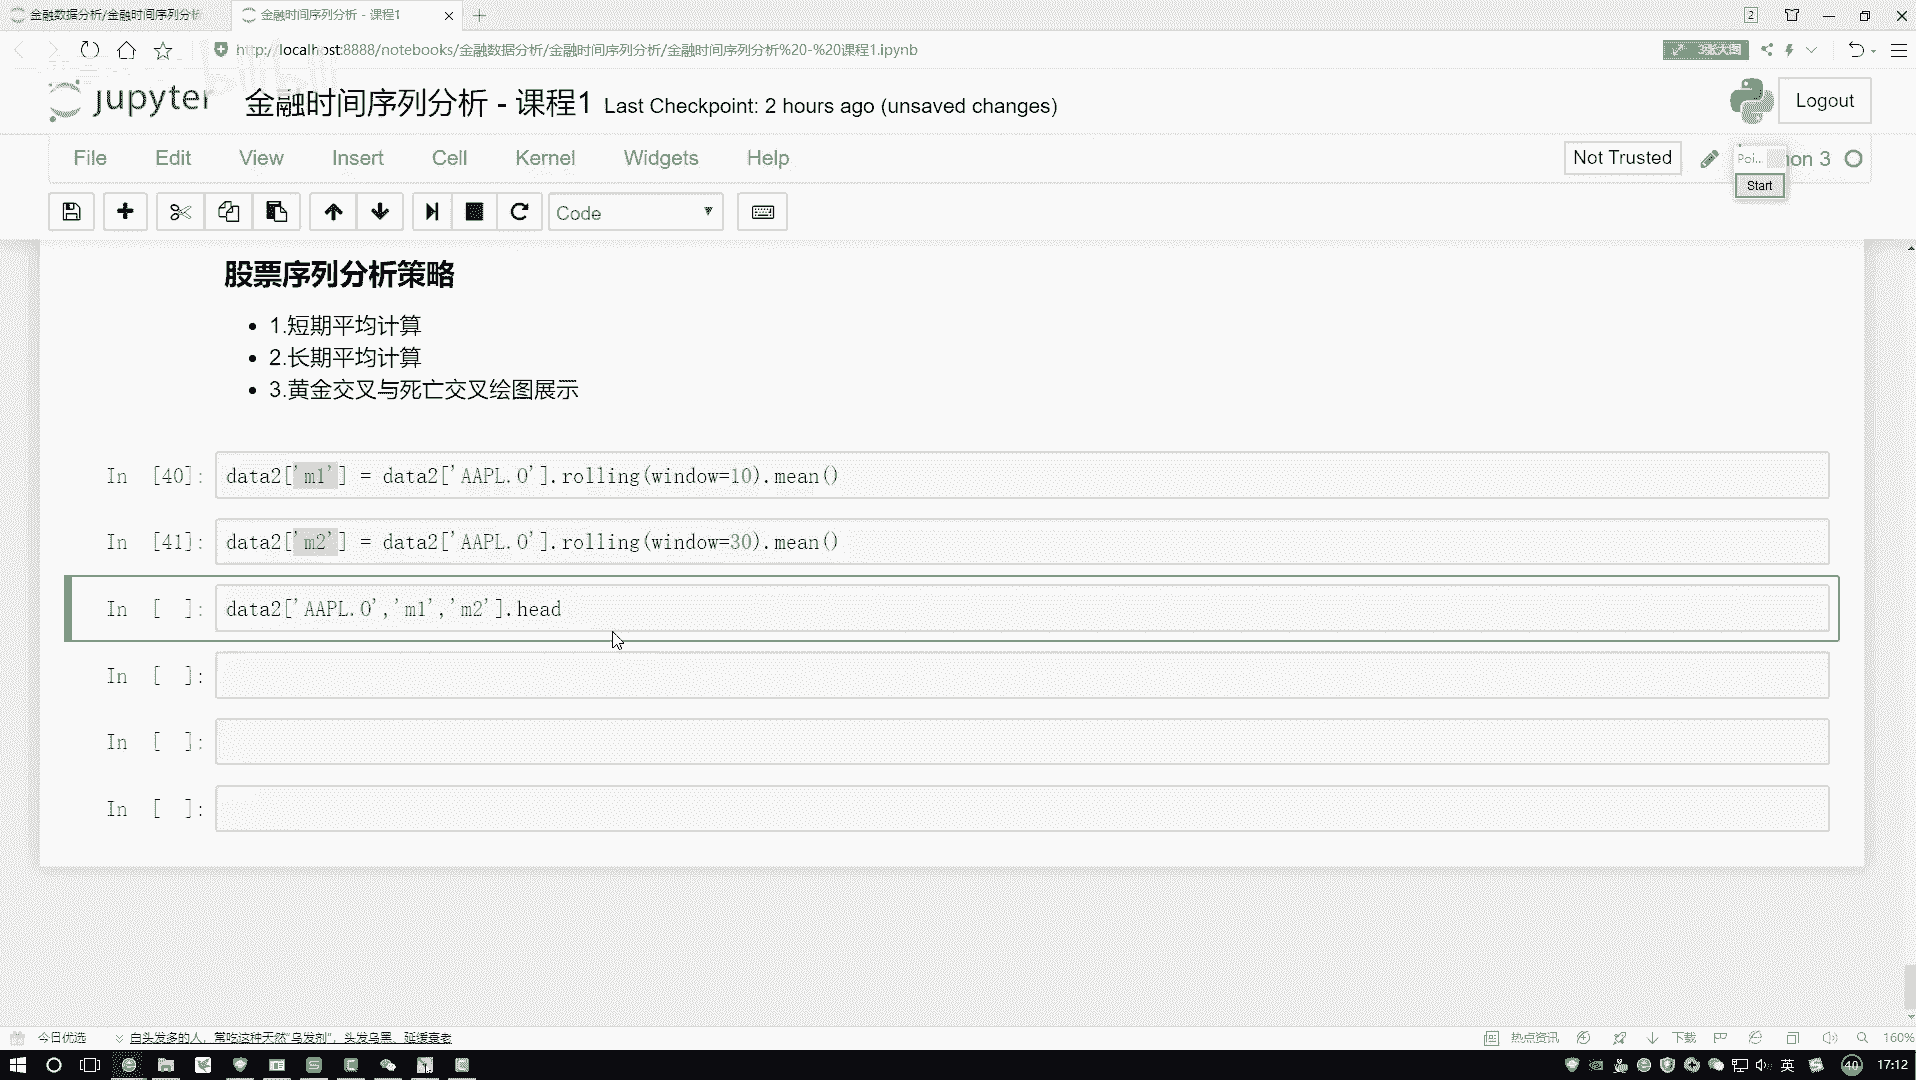 金融数据分析/金融时间序列分析
金融时间序列分析 - 课程1
2
http://localhost:8888/notebooks/金融数据分析/金融时间序列分析/金融时间序列分析%20-%20课程1.ipynb
3张大图
bilibili
jupyter
金融时间序列分析 - 课程1 Last Checkpoint: 2 hours ago (unsaved changes)
Logout
File Edit View Insert Cell Kernel Widgets Help
Not Trusted
Poi...
on 3
Start
Code
股票序列分析策略
1.短期平均计算
2.长期平均计算
3.黄金交叉与死亡交叉绘图展示
In [40]: data2['m1'] = data2['AAPL.O'].rolling(window=10).mean()
In [41]: data2['m2'] = data2['AAPL.O'].rolling(window=30).mean()
In [ ]: data2['AAPL.O','m1','m2'].head
In [ ]:
In [ ]:
In [ ]:
今日优选
白头发多的人，常吃这种天然"乌发剂"，头发乌黑、延缓衰老
热点资讯
下载
160%
英
40
17:12